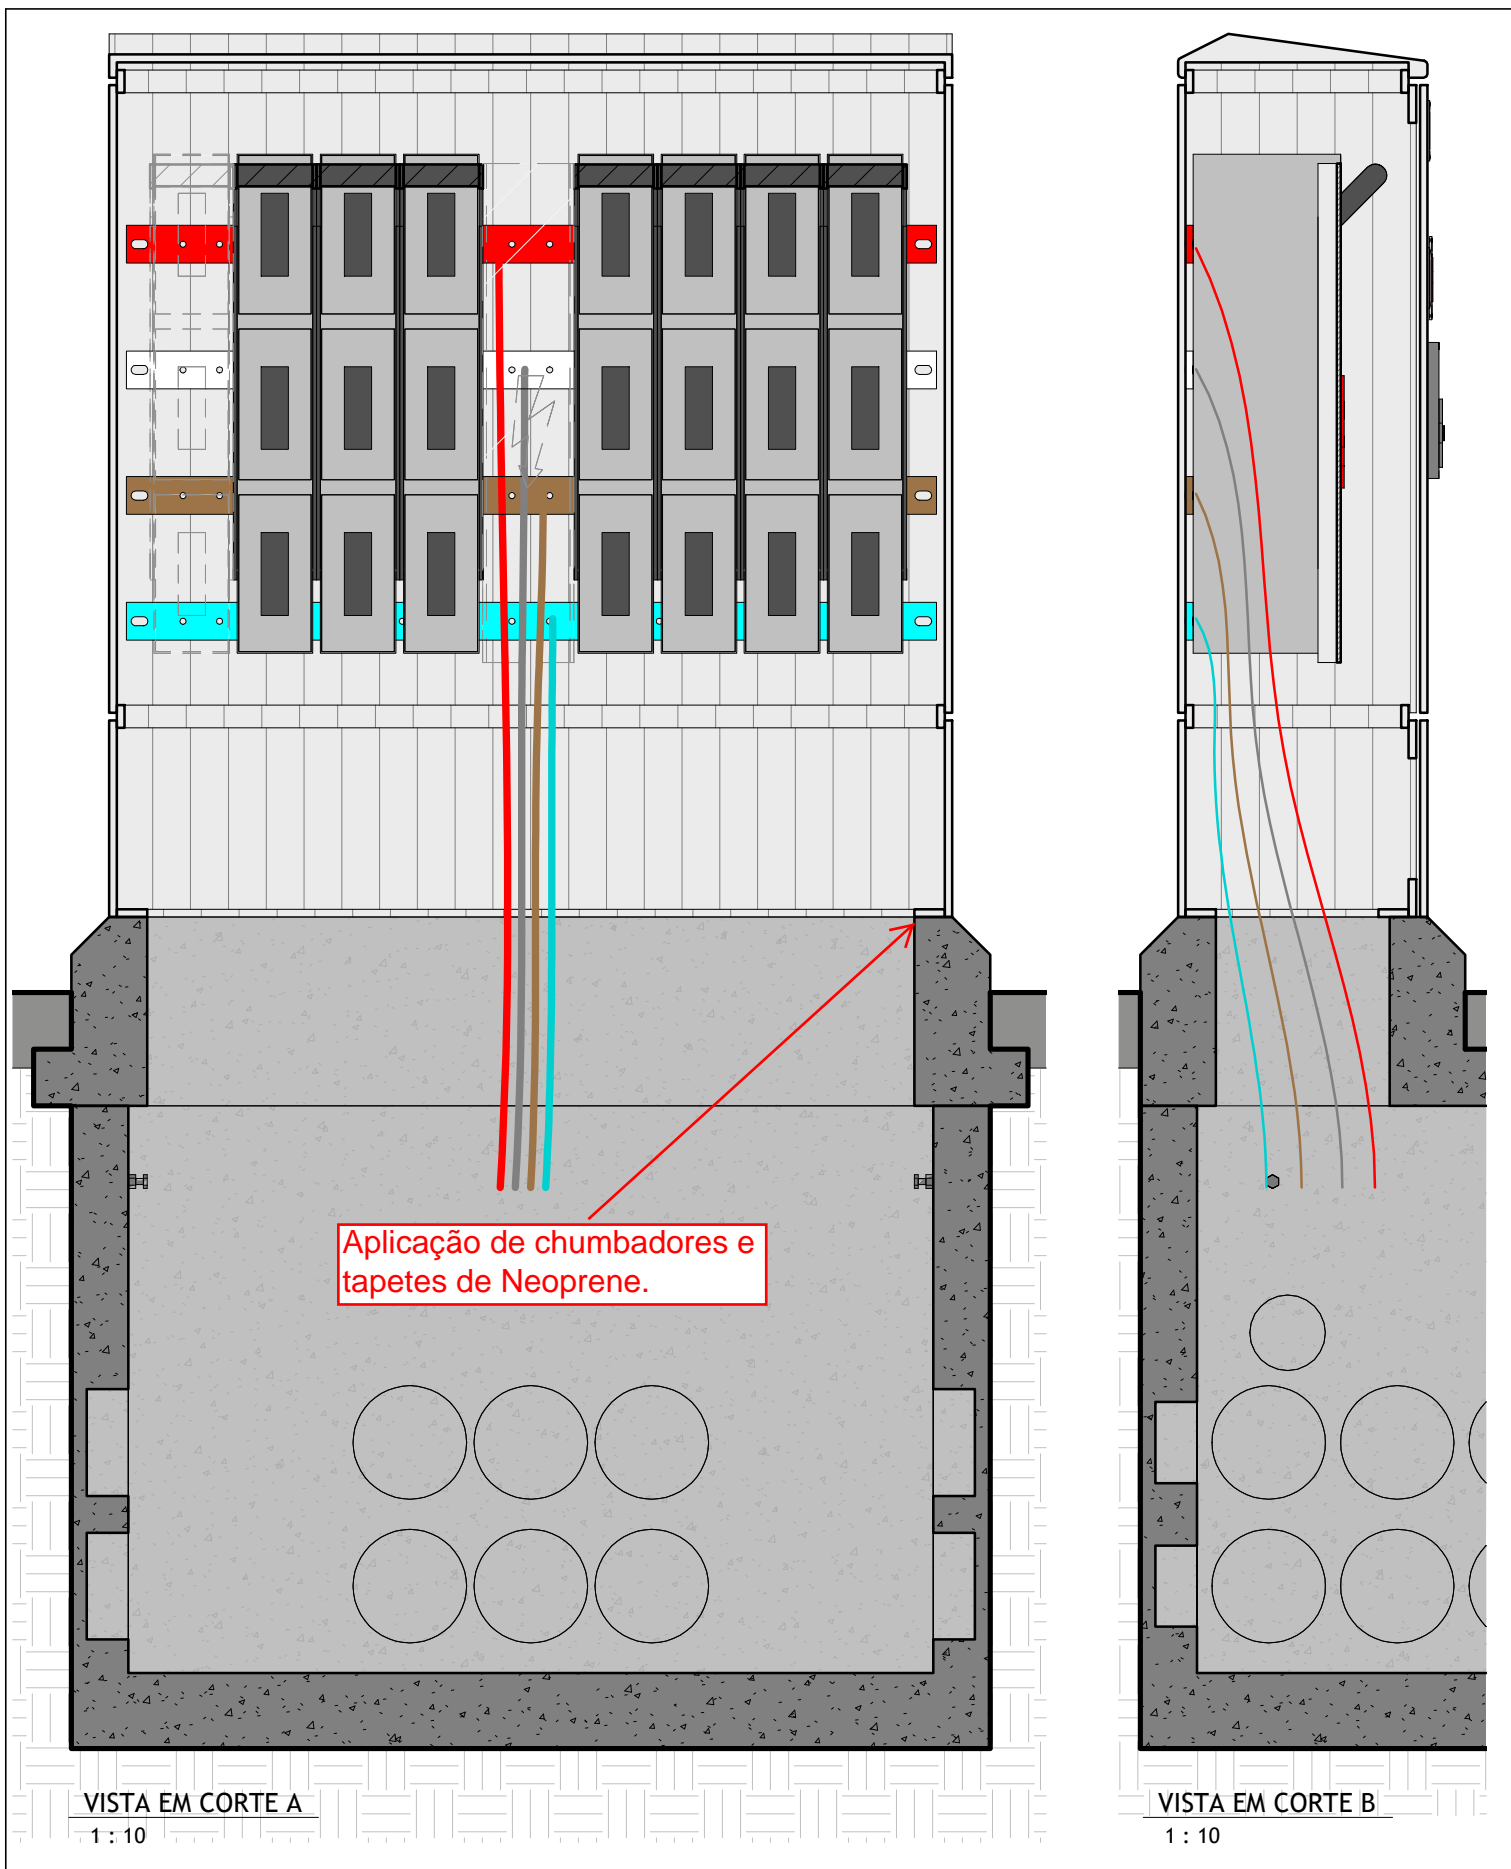 Aplicação de chumbadores e
tapetes de Neoprene.
VISTA EM CORTE A
1 : 10
VISTA EM CORTE B
1 : 10